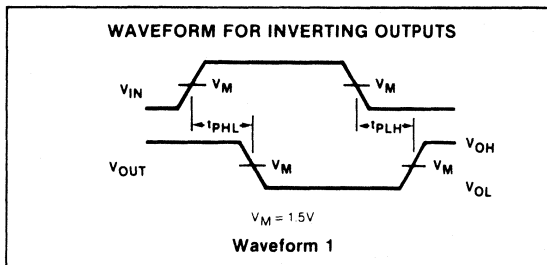 WAVEFORM FOR INVERTING OUTPUTS
VIN
VM
VM
tPHL
tPLH
VOH
VOUT
VM
VM
VOL
VM = 1.5V
Waveform 1